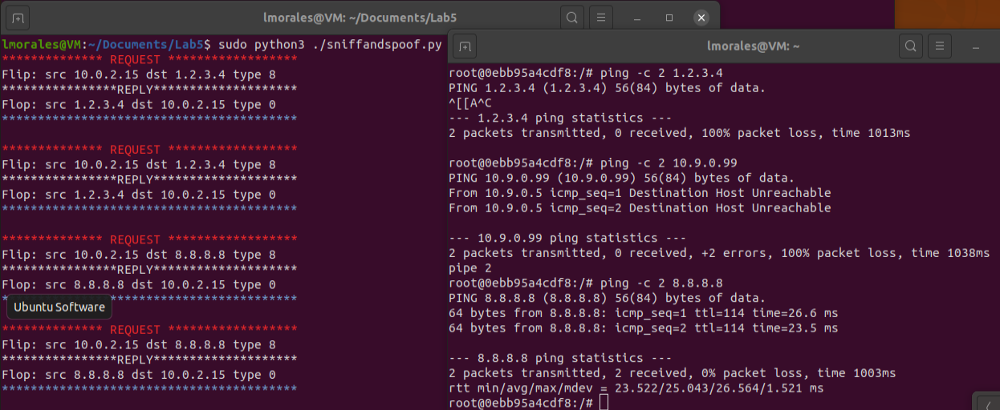 lmorales@VM: ~/Documents/Lab5
lmorales@VM:~/Documents/Lab5$ sudo python3 ./sniffandspoof.py
************** REQUEST ******************
Flip: src 10.0.2.15 dst 1.2.3.4 type 8
****************REPLY********************
Flop: src 1.2.3.4 dst 10.0.2.15 type 0
*****************************************
************** REQUEST ******************
Flip: src 10.0.2.15 dst 1.2.3.4 type 8
****************REPLY********************
Flop: src 1.2.3.4 dst 10.0.2.15 type 0
*****************************************
************** REQUEST ******************
Flip: src 10.0.2.15 dst 8.8.8.8 type 8
****************REPLY********************
Flop: src 8.8.8.8 dst 10.0.2.15 type 0
*****************************************
Ubuntu Software
************** REQUEST ******************
Flip: src 10.0.2.15 dst 8.8.8.8 type 8
****************REPLY********************
Flop: src 8.8.8.8 dst 10.0.2.15 type 0
*****************************************
lmorales@VM: ~
root@0ebb95a4cdf8:/# ping -c 2 1.2.3.4
PING 1.2.3.4 (1.2.3.4) 56(84) bytes of data.
^[[A^C
--- 1.2.3.4 ping statistics ---
2 packets transmitted, 0 received, 100% packet loss, time 1013ms
root@0ebb95a4cdf8:/# ping -c 2 10.9.0.99
PING 10.9.0.99 (10.9.0.99) 56(84) bytes of data.
From 10.9.0.5 icmp_seq=1 Destination Host Unreachable
From 10.9.0.5 icmp_seq=2 Destination Host Unreachable
--- 10.9.0.99 ping statistics ---
2 packets transmitted, 0 received, +2 errors, 100% packet loss, time 1038ms
pipe 2
root@0ebb95a4cdf8:/# ping -c 2 8.8.8.8
PING 8.8.8.8 (8.8.8.8) 56(84) bytes of data.
64 bytes from 8.8.8.8: icmp_seq=1 ttl=114 time=26.6 ms
64 bytes from 8.8.8.8: icmp_seq=2 ttl=114 time=23.5 ms
--- 8.8.8.8 ping statistics ---
2 packets transmitted, 2 received, 0% packet loss, time 1003ms
rtt min/avg/max/mdev = 23.522/25.043/26.564/1.521 ms
root@0ebb95a4cdf8:/#